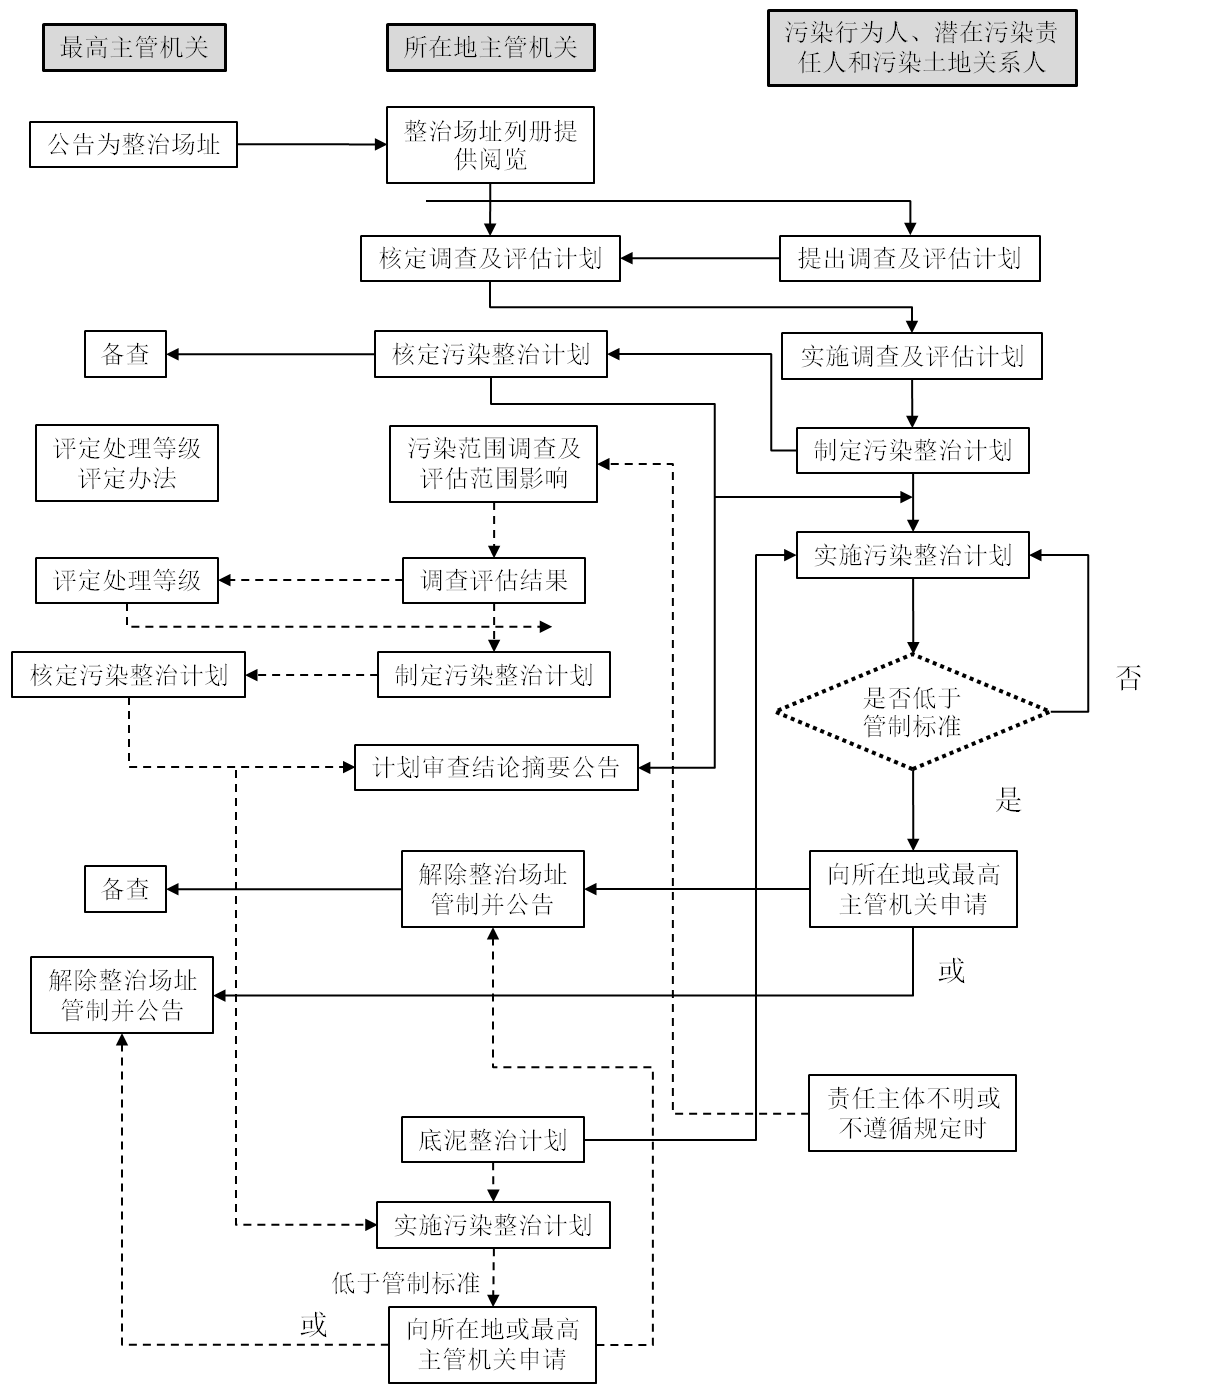 最高主管机关
所在地主管机关
污染行为人、潜在污染责
任人和污染土地关系人
公告为整治场址
整治场址列册提
供阅览
核定调查及评估计划
提出调查及评估计划
备查
核定污染整治计划
实施调查及评估计划
评定处理等级
评定办法
污染范围调查及
评估范围影响
制定污染整治计划
评定处理等级
调查评估结果
实施污染整治计划
核定污染整治计划
制定污染整治计划
是否低于
管制标准
否
计划审查结论摘要公告
是
备查
解除整治场址
管制并公告
向所在地或最高
主管机关申请
解除整治场址
管制并公告
或
责任主体不明或
不遵循规定时
底泥整治计划
实施污染整治计划
低于管制标准
或
向所在地或最高
主管机关申请